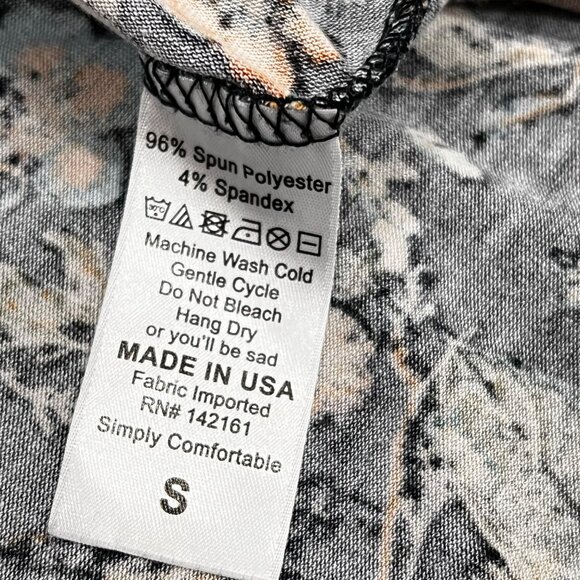 96% Spun Polyester
4% Spandex
Machine Wash Cold
Gentle Cycle
Do Not Bleach
Hang Dry
or you'll be sad
MADE IN USA
Fabric Imported
RN# 142161
Simply Comfortable
S